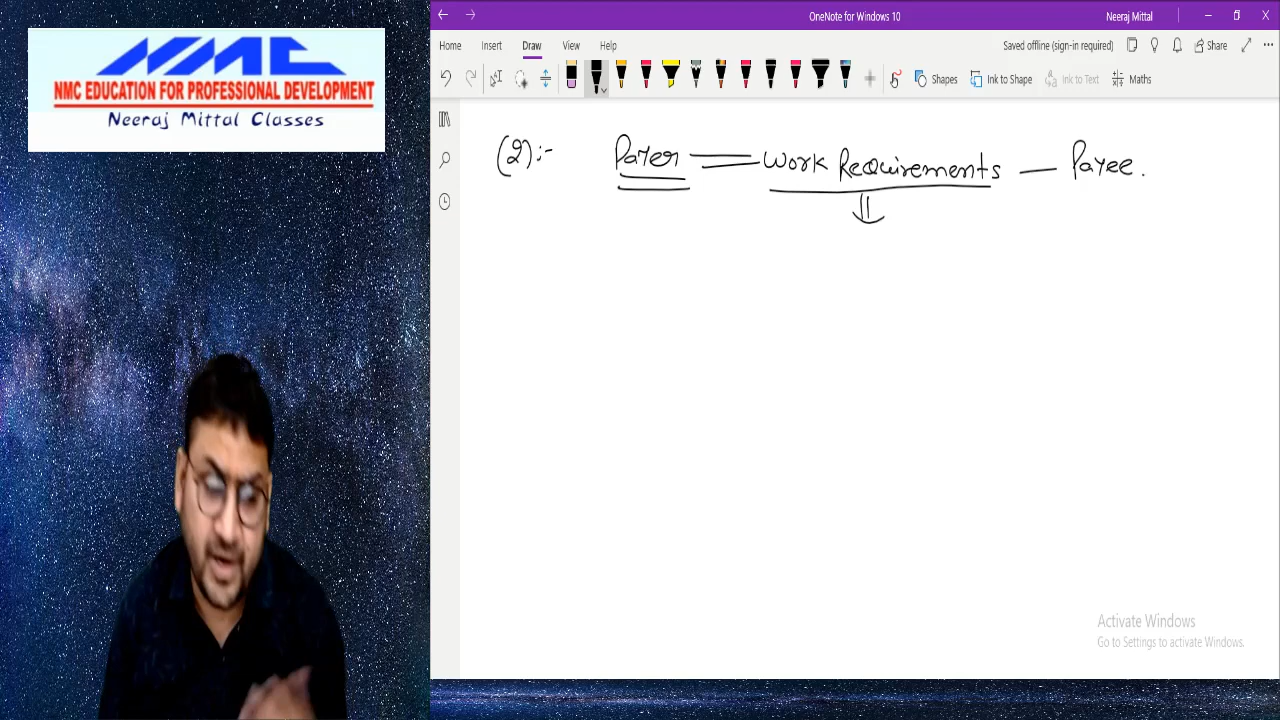 NMC
NMC EDUCATION FOR PROFESSIONAL DEVELOPMENT
Neeraj Mittal Classes
OneNote for Windows 10
Neeraj Mittal
Home Insert Draw View Help
Saved offline (sign-in required)
Share
Shapes Ink to Shape Ink to Text Maths
(2):- Payer == Work Requirements — Payee.
Activate Windows
Go to Settings to activate Windows.